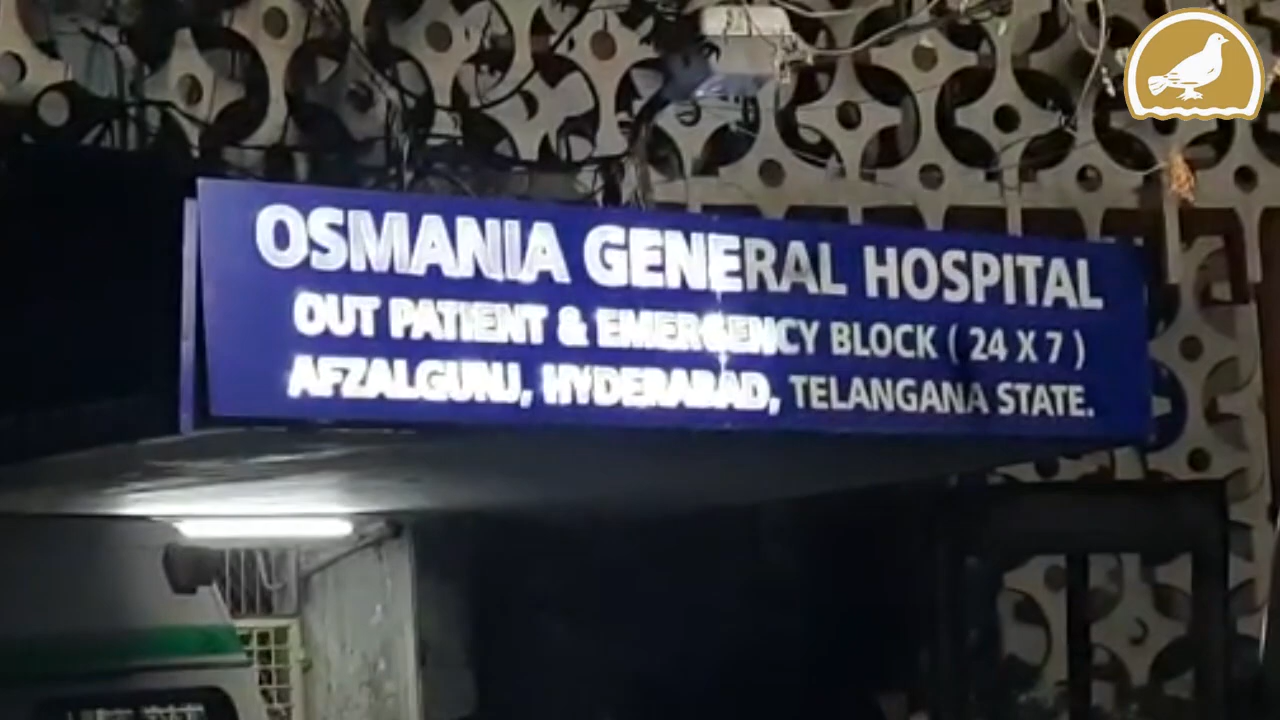 OSMANIA GENERAL HOSPITAL
OUT PATIENT & EMERGENCY BLOCK ( 24 X 7 )
AFZALGUNJ, HYDERABAD, TELANGANA STATE.